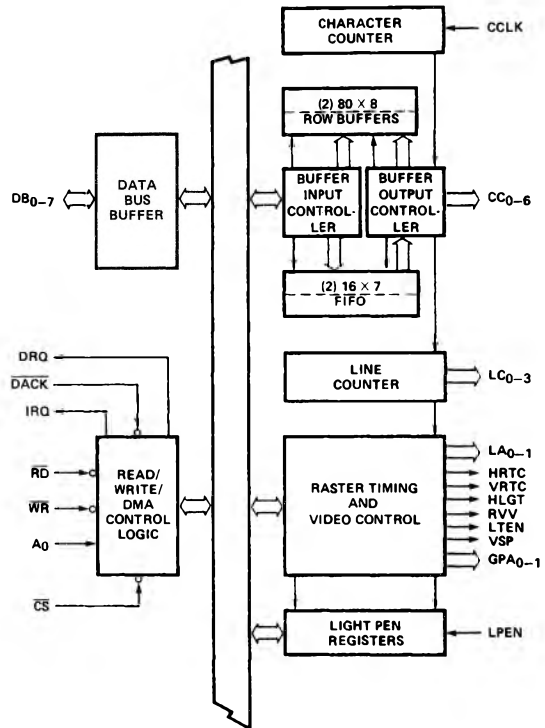 CHARACTER
COUNTER
CCLK
(2) 80 × 8
ROW BUFFERS
DB0–7
DATA
BUS
BUFFER
BUFFER
INPUT
CONTROL-
LER
BUFFER
OUTPUT
CONTROL-
LER
CC0–6
(2) 16 × 7
FIFO
DRQ
DACK
IRQ
RD
WR
A0
CS
READ/
WRITE/
DMA
CONTROL
LOGIC
LINE
COUNTER
LC0–3
RASTER TIMING
AND
VIDEO CONTROL
LA0–1
HRTC
VRTC
HLGT
RVV
LTEN
VSP
GPA0–1
LIGHT PEN
REGISTERS
LPEN